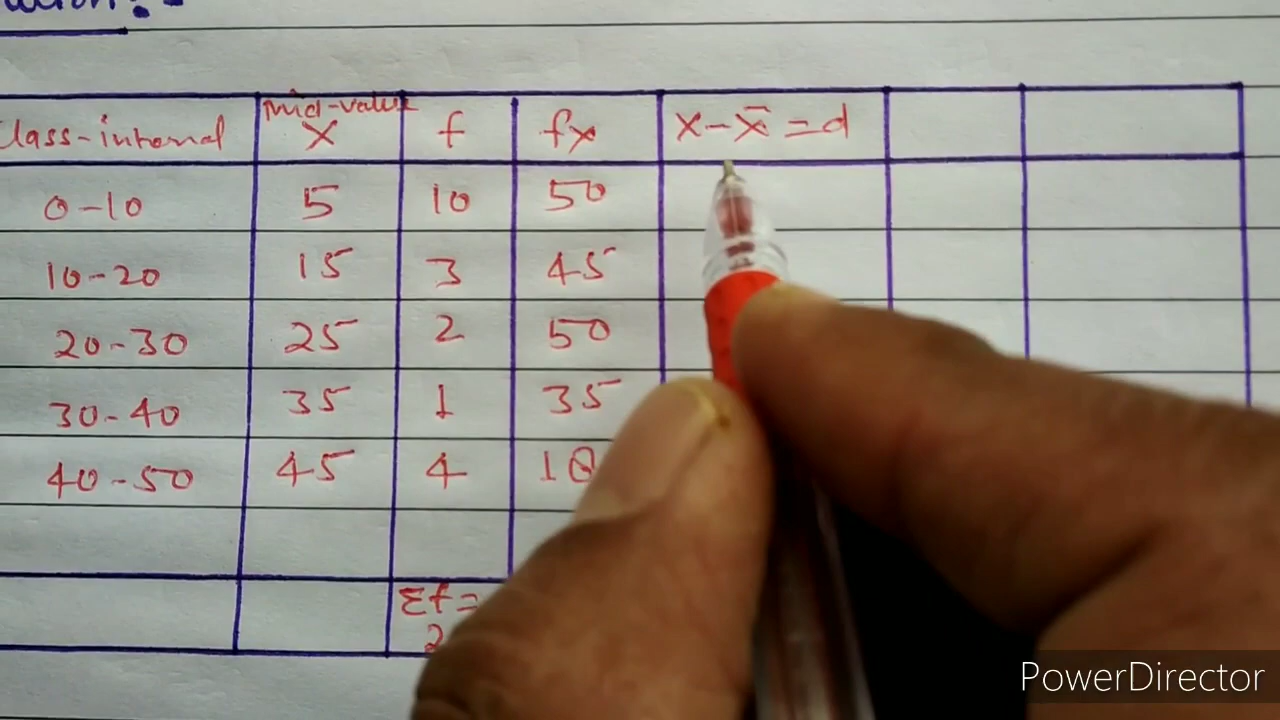 Mid-value
Class-interval X f fx x-x̄=d
0-10 5 10 50
10-20 15 3 45
20-30 25 2 50
30-40 35 1 35
40-50 45 4
Σf=
PowerDirector